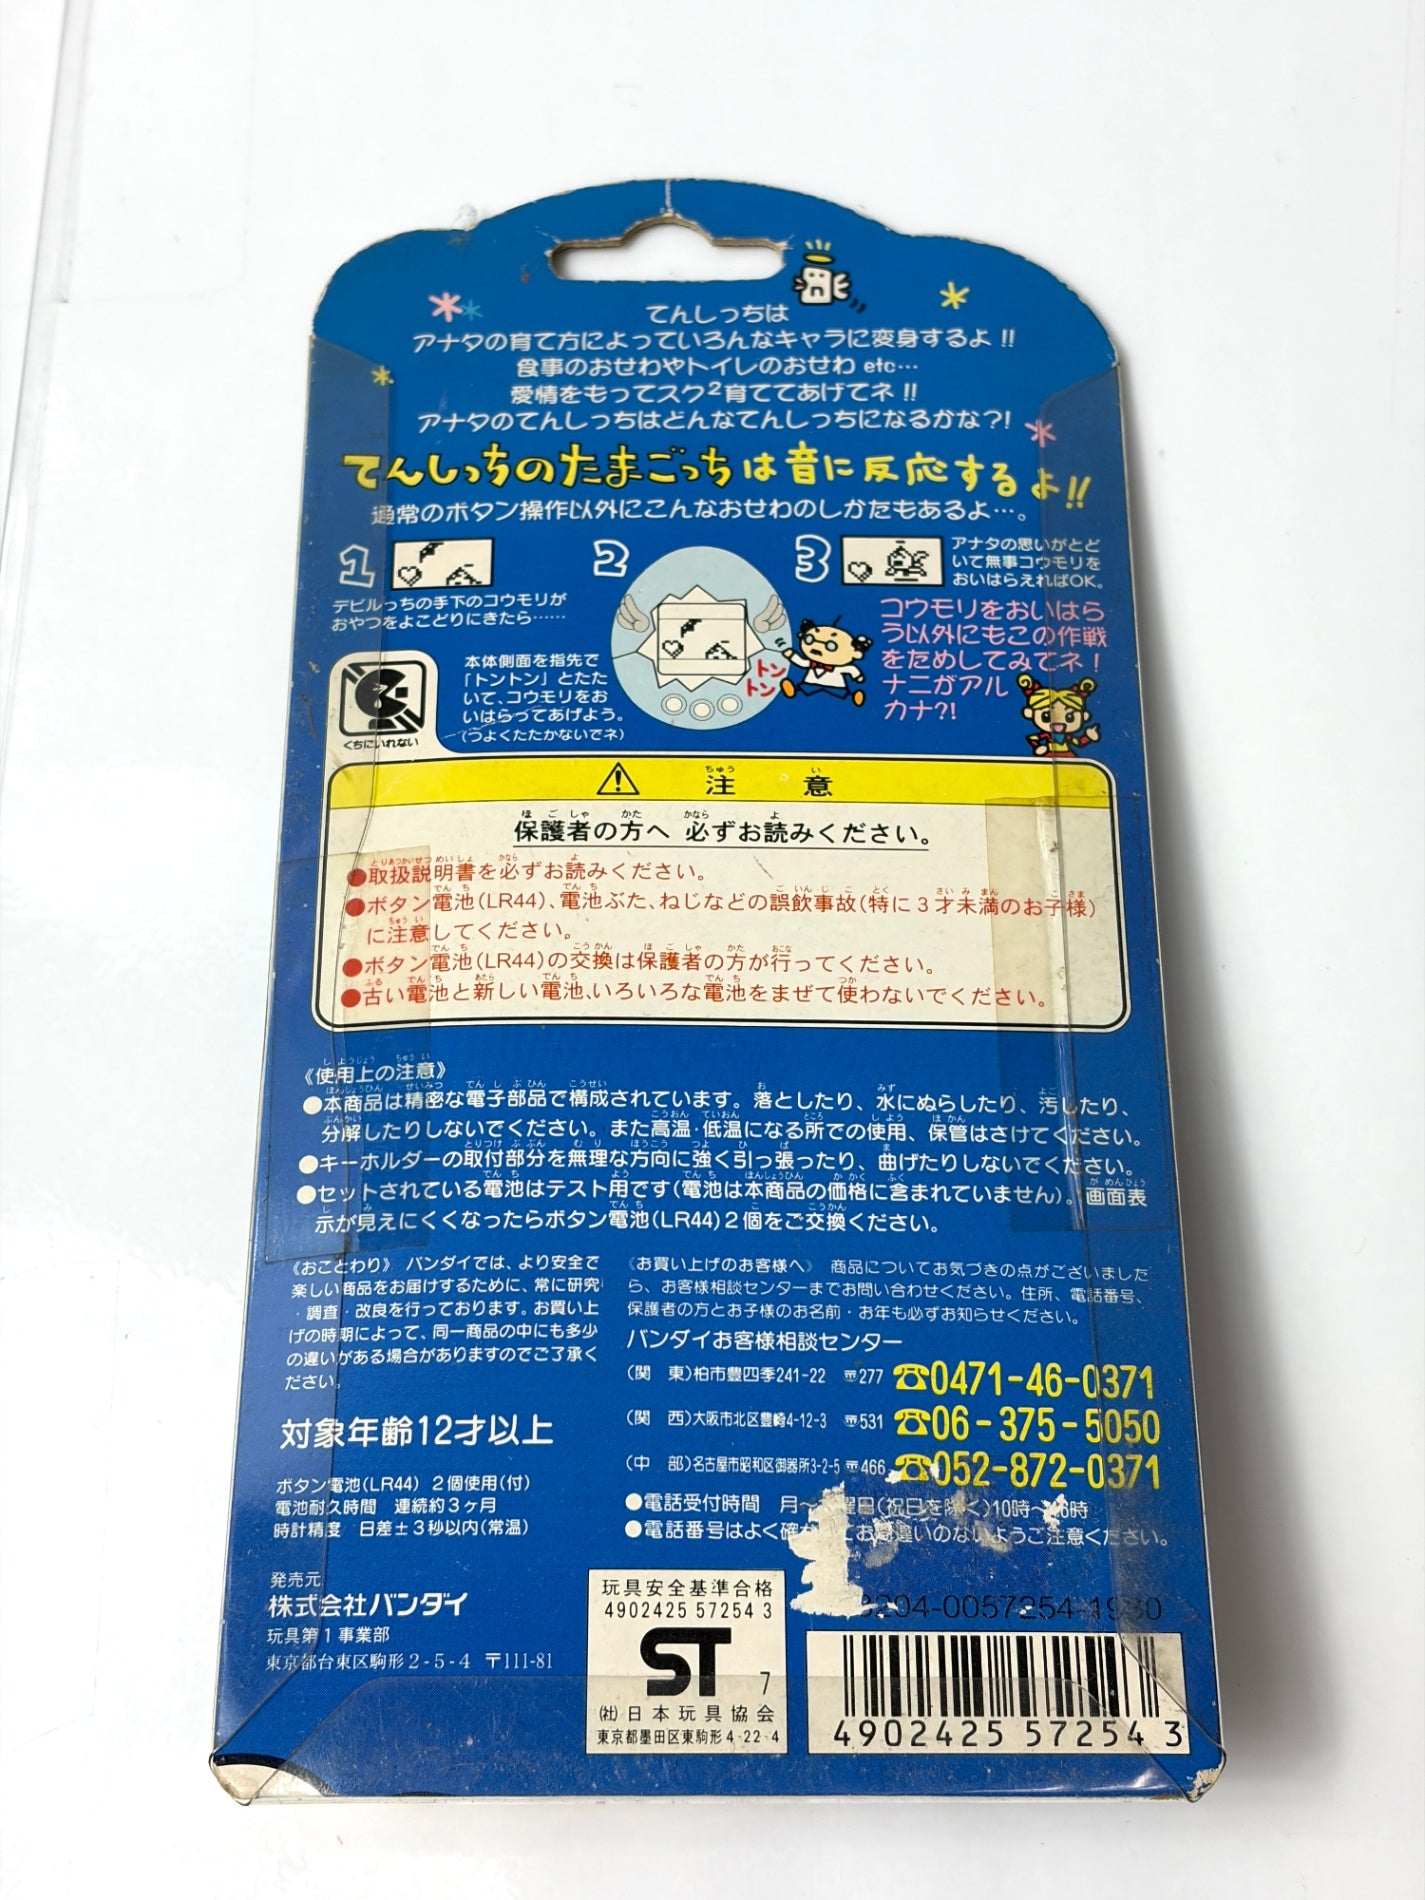 てんしっちは
アナタの育て方によっていろんなキャラに変身するよ!!
食事のおせわやトイレのおせわ etc…
愛情をもってスク²育ててあげてネ!!
アナタのてんしっちはどんなてんしっちになるかな?!
てんしっちのたまごっちは音に反応するよ!!
通常のボタン操作以外にこんなおせわのしかたもあるよ…。
1
デビルっちの手下のコウモリが
おやつをよこどりにきたら……
2
本体側面を指先で
「トントン」とたた
いて、コウモリをお
いはらってあげよう。
(つよくたたかないでネ)
トン
トン
3
アナタの思いがとど
いて無事コウモリを
おいはらえればOK。
コウモリをおいはら
う以外にもこの作戦
をためしてみてネ!
ナニがアル
カナ?!
くちにいれない
注意
保護者の方へ 必ずお読みください。
●取扱説明書を必ずお読みください。
●ボタン電池(LR44)、電池ぶた、ねじなどの誤飲事故(特に3才未満のお子様)
に注意してください。
●ボタン電池(LR44)の交換は保護者の方が行ってください。
●古い電池と新しい電池、いろいろな電池をまぜて使わないでください。
《使用上の注意》
●本商品は精密な電子部品で構成されています。落としたり、水にぬらしたり、汚したり、
分解したりしないでください。また高温・低温になる所での使用、保管はさけてください。
●キーホルダーの取付部分を無理な方向に強く引っ張ったり、曲げたりしないでください。
●セットされている電池はテスト用です(電池は本商品の価格に含まれていません)。画面表
示が見えにくくなったらボタン電池(LR44)2個をご交換ください。
《おことわり》 バンダイでは、より安全で
楽しい商品をお届けするために、常に研究
・調査・改良を行っております。お買い上
げの時期によって、同一商品の中にも多少
の違いがある場合がありますのでご了承く
ださい。
対象年齢12才以上
ボタン電池(LR44) 2個使用(付)
電池耐久時間 連続約3ヶ月
時計精度 日差±3秒以内(常温)
発売元
株式会社バンダイ
玩具第1事業部
東京都台東区駒形2-5-4 〒111-81
《お買い上げのお客様へ》 商品についてお気づきの点がございました
ら、お客様相談センターまでお問い合わせください。住所、電話番号、
保護者の方とお子様のお名前・お年も必ずお知らせください。
バンダイお客様相談センター
(関 東)柏市豊四季241-22 〒277 ☎0471-46-0371
(関 西)大阪市北区豊崎4-12-3 〒531 ☎06-375-5050
(中 部)名古屋市昭和区御器所3-2-5 〒466 ☎052-872-0371
●電話受付時間 月~ 曜日(祝日を除く)10時~ 6時
●電話番号はよく確か てお間違いのないようご注意ください。
玩具安全基準合格
4902425 57254 3
ST
7
(社)日本玩具協会
東京都墨田区東駒形4-22-4
3204-0057254-19 0
4902425 572543